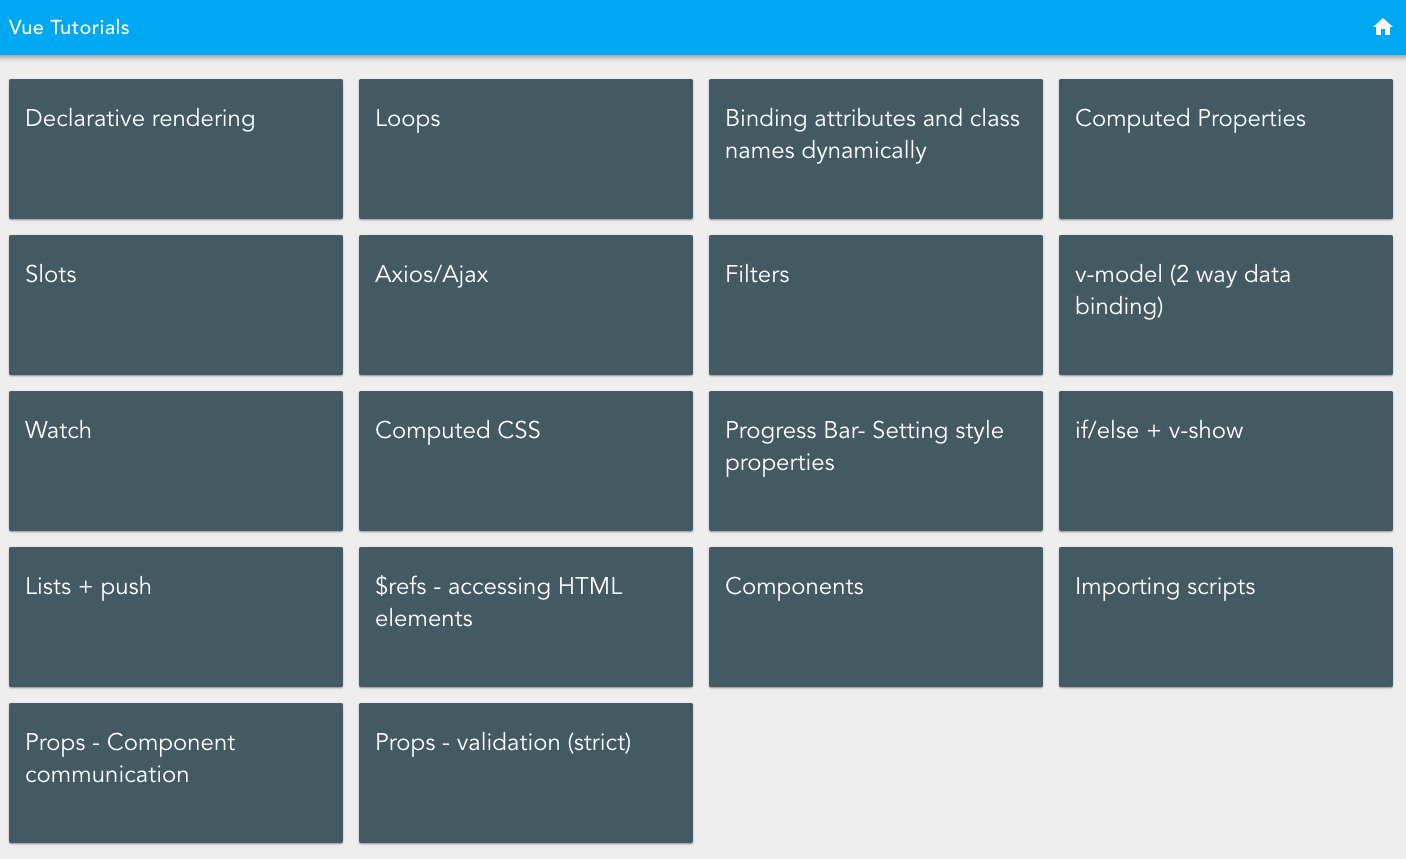 Vue Tutorials
Declarative rendering
Loops
Binding attributes and class
names dynamically
Computed Properties
Slots
Axios/Ajax
Filters
v-model (2 way data
binding)
Watch
Computed CSS
Progress Bar- Setting style
properties
if/else + v-show
Lists + push
$refs - accessing HTML
elements
Components
Importing scripts
Props - Component
communication
Props - validation (strict)